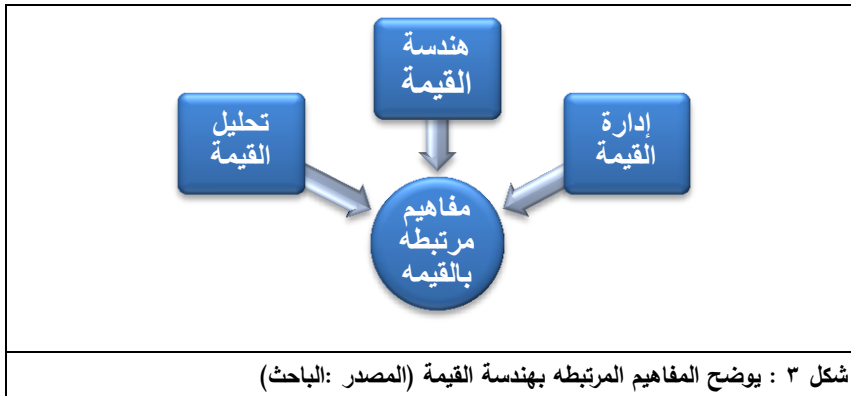 هندسة
القيمة
إدارة
القيمة
تحليل
القيمة
مفاهيم
مرتبطه
بالقيمه
شكل ٣ : يوضح المفاهيم المرتبطه بهندسة القيمة (المصدر :الباحث)